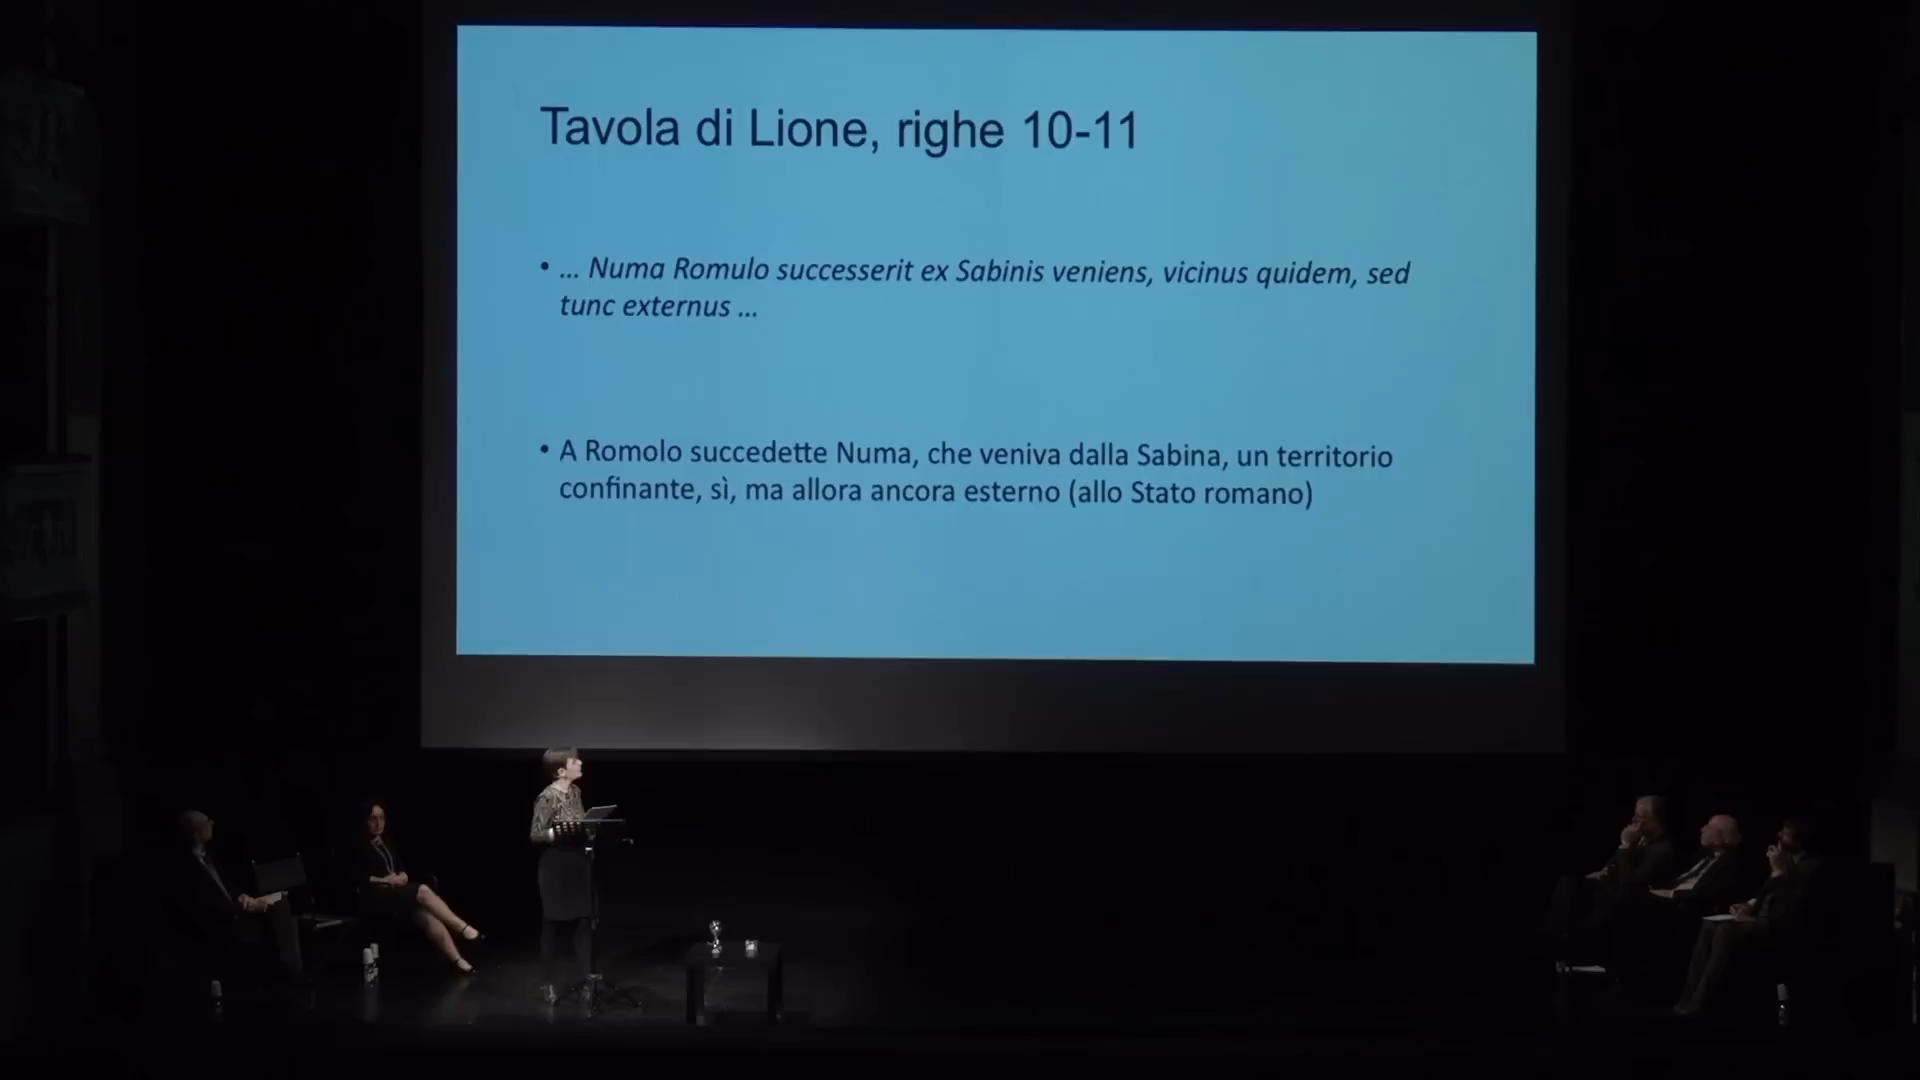 Tavola di Lione, righe 10-11
• ... Numa Romulo successerit ex Sabinis veniens, vicinus quidem, sed
tunc externus ...
• A Romolo succedette Numa, che veniva dalla Sabina, un territorio
confinante, sì, ma allora ancora esterno (allo Stato romano)